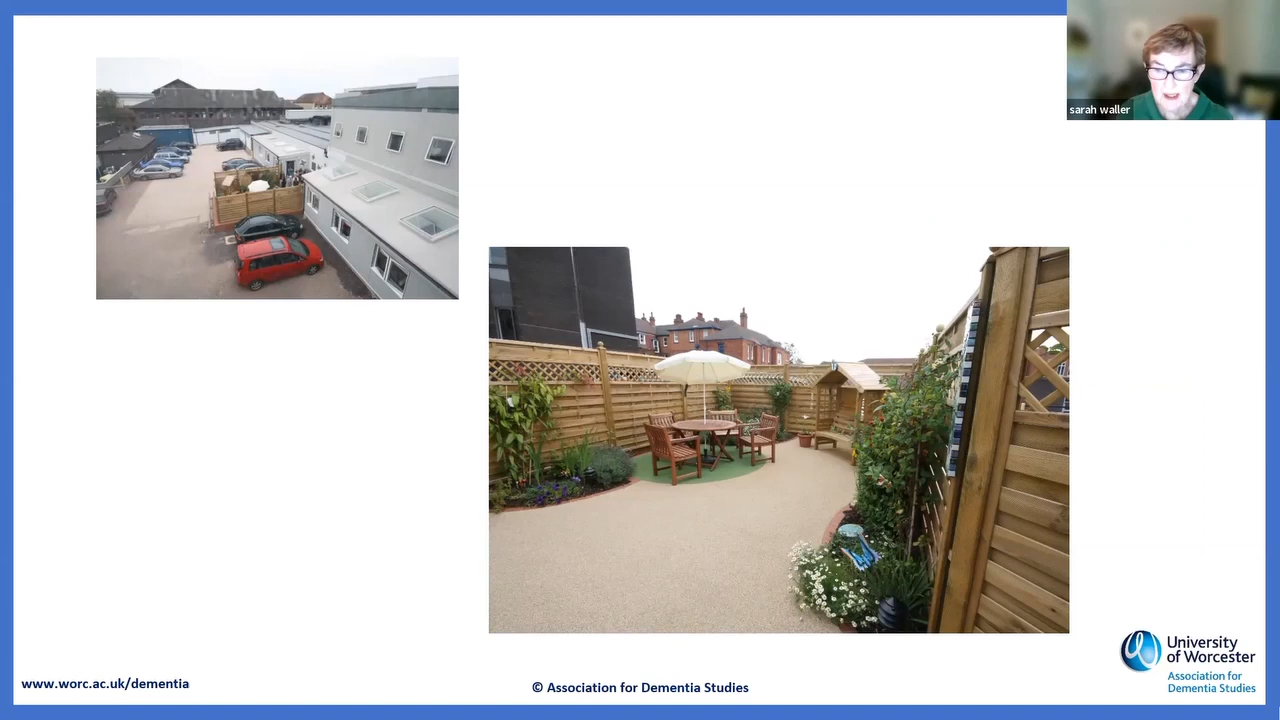 sarah waller
University
of Worcester
Association for
Dementia Studies
www.worc.ac.uk/dementia
© Association for Dementia Studies